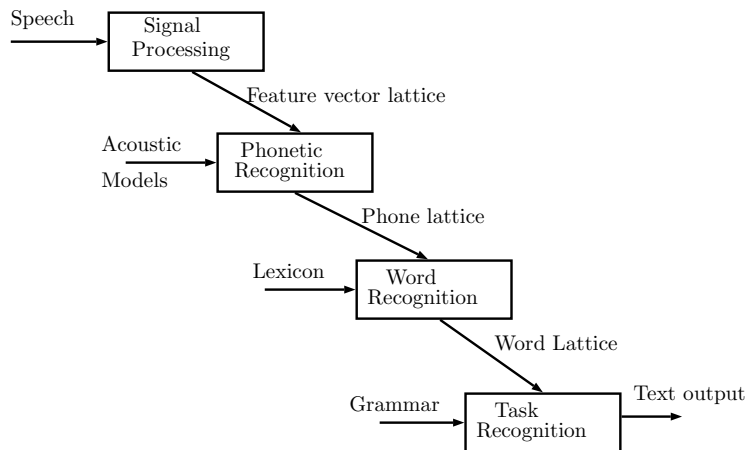 Speech
Signal
Processing
Feature vector lattice
Acoustic
Models
Phonetic
Recognition
Phone lattice
Lexicon
Word
Recognition
Word Lattice
Grammar
Task
Recognition
Text output